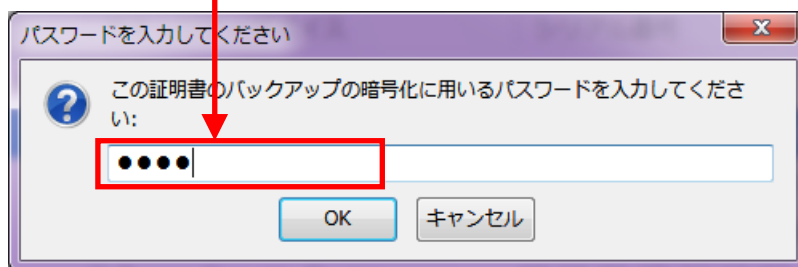 パスワードを入力してください
この証明書のバックアップの暗号化に用いるパスワードを入力してくださ
い:
●●●●
OK キャンセル